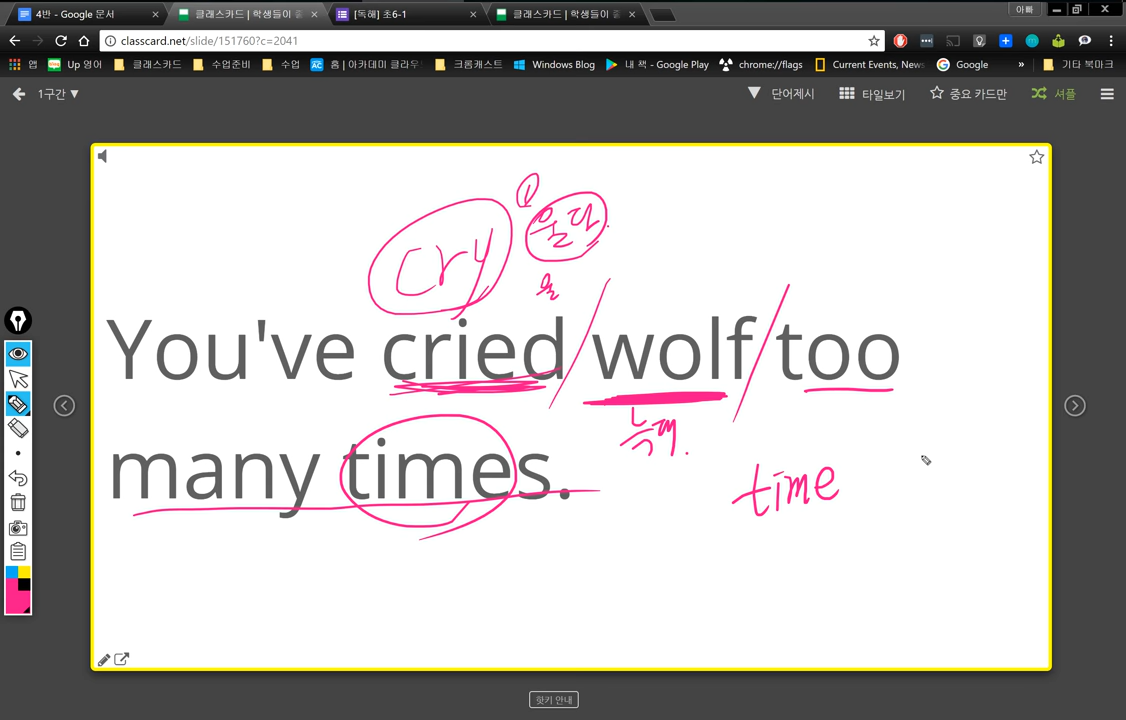 4반 - Google 문서
클래스카드 | 학생들이 줄
[독해] 초6-1
클래스카드 | 학생들이 줄
아빠
classcard.net/slide/151760?c=2041
앱 Up 영어 클래스카드 수업준비 수업 홈 | 아카데미 클라우 크롬캐스트 Windows Blog 내 책 - Google Play chrome://flags Current Events, News Google » 기타 북마크
1구간 ▼ 단어제시 타일보기 중요 카드만 셔플
① 울다.
cry
울
You've cried / wolf / too
늑대.
many times.
time
핫키 안내